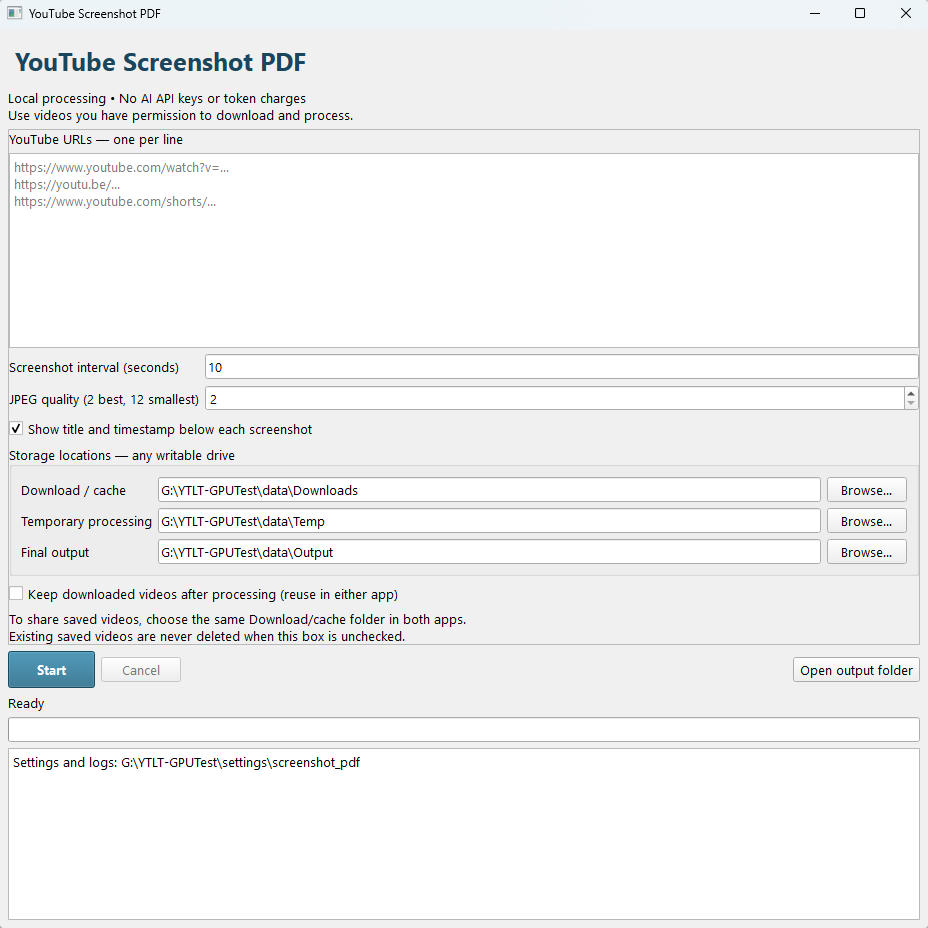 YouTube Screenshot PDF
YouTube Screenshot PDF
Local processing • No AI API keys or token charges
Use videos you have permission to download and process.
YouTube URLs — one per line
https://www.youtube.com/watch?v=...
https://youtu.be/...
https://www.youtube.com/shorts/...
Screenshot interval (seconds) 10
JPEG quality (2 best, 12 smallest) 2
Show title and timestamp below each screenshot
Storage locations — any writable drive
Download / cache G:\YTLT-GPUTest\data\Downloads Browse...
Temporary processing G:\YTLT-GPUTest\data\Temp Browse...
Final output G:\YTLT-GPUTest\data\Output Browse...
Keep downloaded videos after processing (reuse in either app)
To share saved videos, choose the same Download/cache folder in both apps.
Existing saved videos are never deleted when this box is unchecked.
Start Cancel Open output folder
Ready
Settings and logs: G:\YTLT-GPUTest\settings\screenshot_pdf